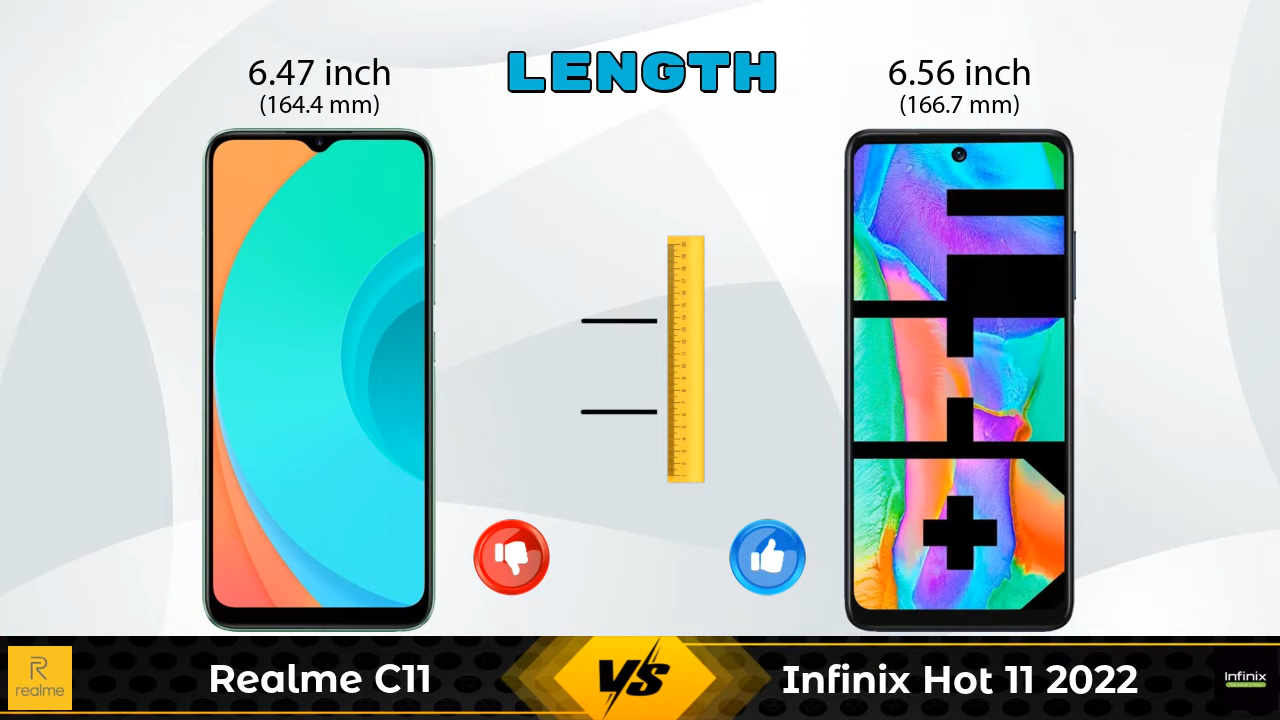 LENGTH
6.47 inch
(164.4 mm)
6.56 inch
(166.7 mm)
realme
Realme C11
VS
Infinix Hot 11 2022
Infinix